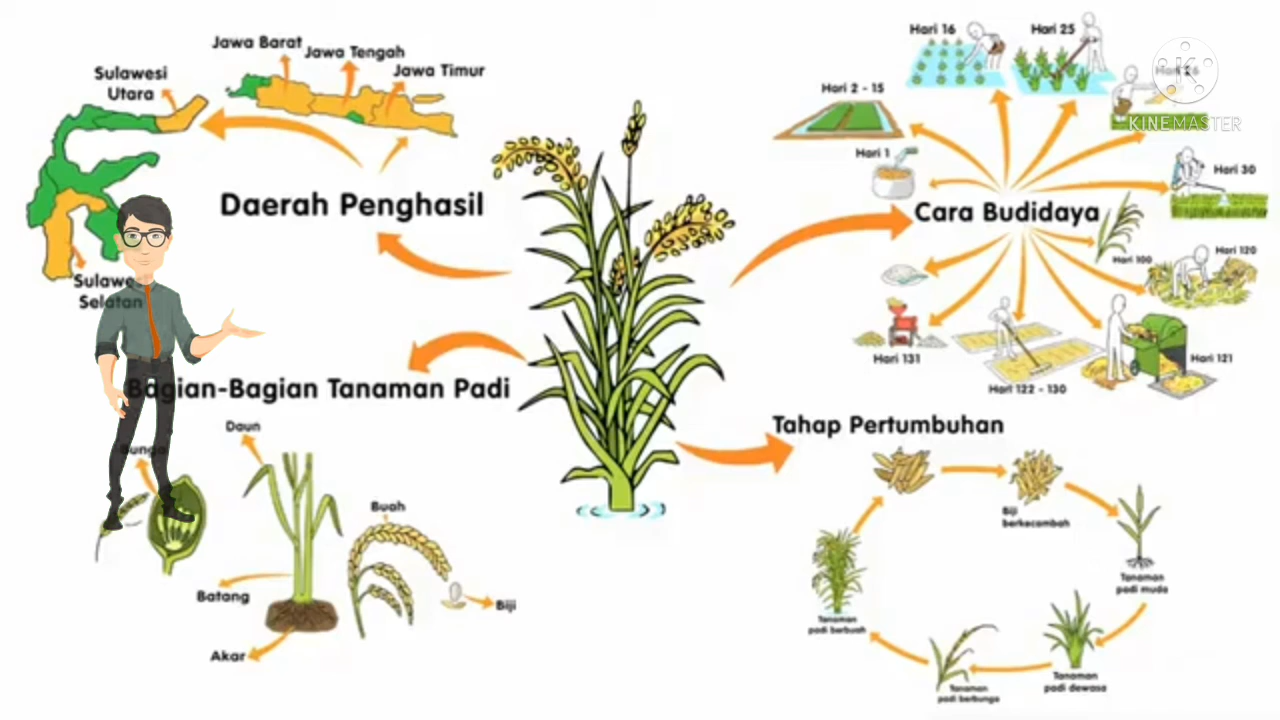 Jawa Barat
Jawa Tengah
Jawa Timur
Sulawesi
Utara
Daerah Penghasil
Sulawe
Selatan
Bagian-Bagian Tanaman Padi
Daun
Bunga
Buah
Batang
Biji
Akar
Hari 16
Hari 25
Hari 26
KINEMASTER
Hari 2 - 15
Hari 1
Hari 30
Cara Budidaya
Hari 100
Hari 120
Hari 131
Hari 121
Hari 122 - 130
Tahap Pertumbuhan
Biji
berkecambah
Tanaman
padi muda
Tanaman
padi dewasa
Tanaman
padi berbunga
Tanaman
padi berbuah